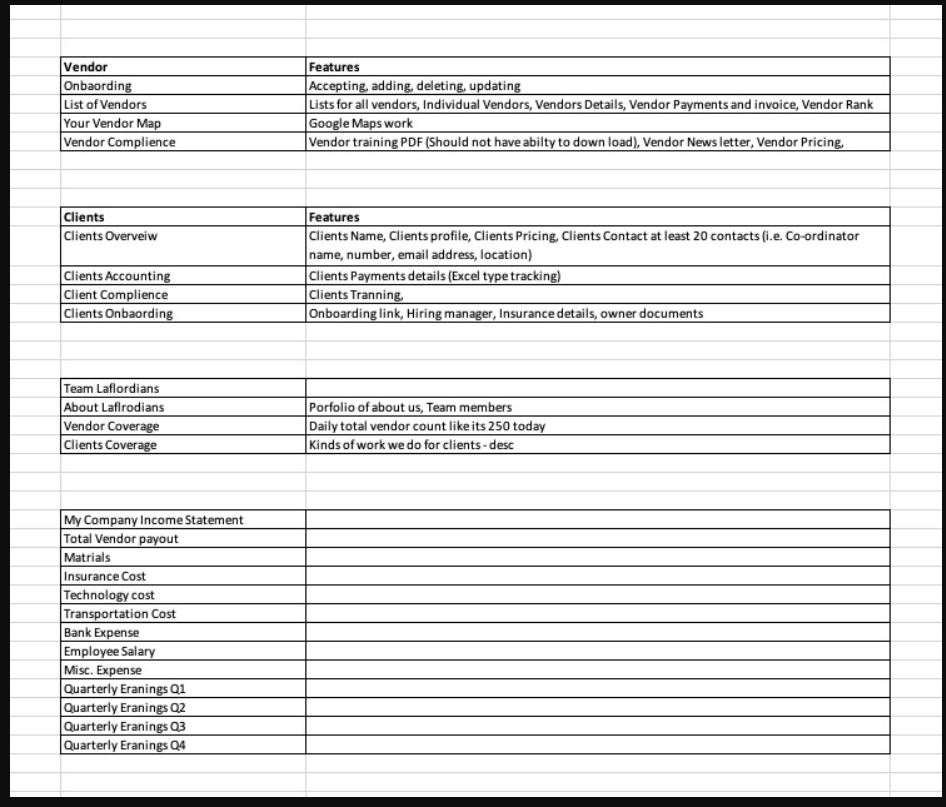 Vendor Features
Onbaording Accepting, adding, deleting, updating
List of Vendors Lists for all vendors, Individual Vendors, Vendors Details, Vendor Payments and invoice, Vendor Rank
Your Vendor Map Google Maps work
Vendor Complience Vendor training PDF (Should not have abilty to down load), Vendor News letter, Vendor Pricing,
Clients Features
Clients Overveiw Clients Name, Clients profile, Clients Pricing, Clients Contact at least 20 contacts (i.e. Co-ordinator
name, number, email address, location)
Clients Accounting Clients Payments details (Excel type tracking)
Client Complience Clients Tranning,
Clients Onbaording Onboarding link, Hiring manager, Insurance details, owner documents
Team Laflordians
About Laflrodians Porfolio of about us, Team members
Vendor Coverage Daily total vendor count like its 250 today
Clients Coverage Kinds of work we do for clients - desc
My Company Income Statement
Total Vendor payout
Matrials
Insurance Cost
Technology cost
Transportation Cost
Bank Expense
Employee Salary
Misc. Expense
Quarterly Eranings Q1
Quarterly Eranings Q2
Quarterly Eranings Q3
Quarterly Eranings Q4